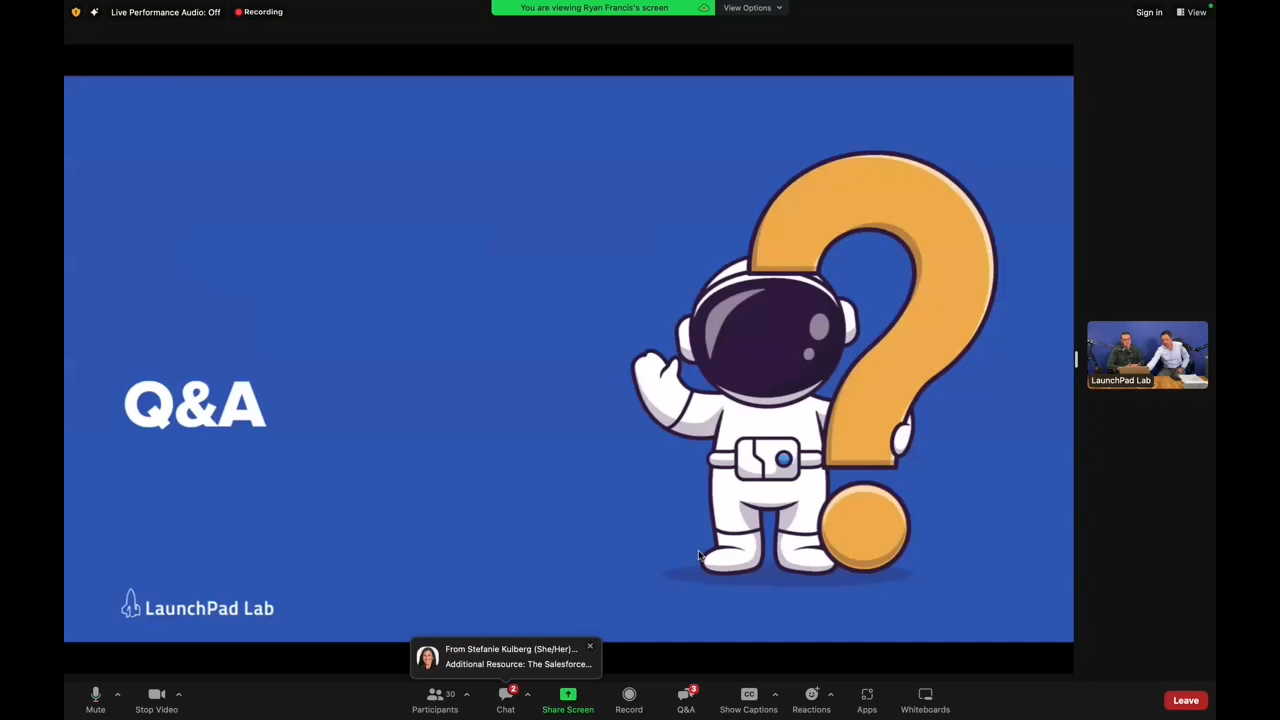 Live Performance Audio: Off
Recording
You are viewing Ryan Francis's screen
View Options
Sign in
View
Q&A
LaunchPad Lab
LaunchPad Lab
From Stefanie Kulberg (She/Her)...
Additional Resource: The Salesforce...
Mute
Stop Video
30
Participants
2
Chat
Share Screen
Record
3
Q&A
CC
Show Captions
Reactions
Apps
Whiteboards
Leave